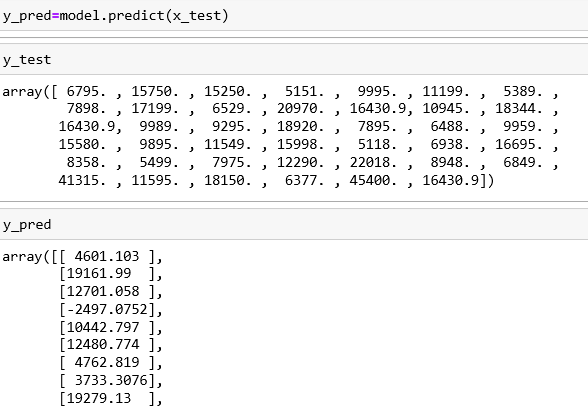 y_pred=model.predict(x_test)
y_test
array([ 6795. , 15750. , 15250. , 5151. , 9995. , 11199. , 5389. ,
7898. , 17199. , 6529. , 20970. , 16430.9, 10945. , 18344. ,
16430.9, 9989. , 9295. , 18920. , 7895. , 6488. , 9959. ,
15580. , 9895. , 11549. , 15998. , 5118. , 6938. , 16695. ,
8358. , 5499. , 7975. , 12290. , 22018. , 8948. , 6849. ,
41315. , 11595. , 18150. , 6377. , 45400. , 16430.9])
y_pred
array([[ 4601.103 ],
[19161.99 ],
[12701.058 ],
[-2497.0752],
[10442.797 ],
[12480.774 ],
[ 4762.819 ],
[ 3733.3076],
[19279.13 ],